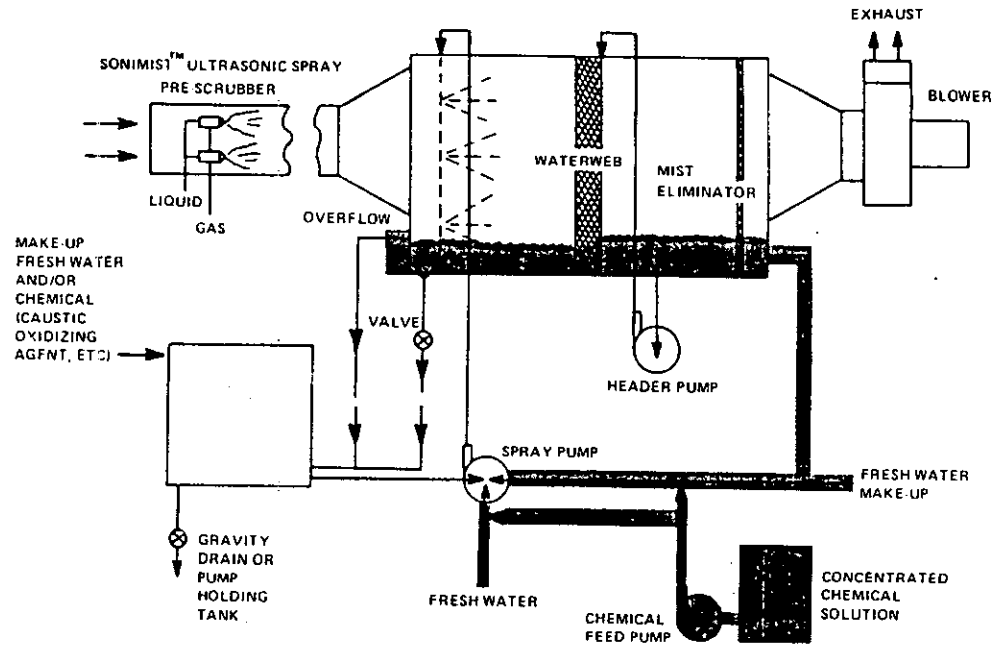 EXHAUST
SONIMIST™ ULTRASONIC SPRAY
PRE-SCRUBBER
BLOWER
WATERWEB
MIST
ELIMINATOR
LIQUID
GAS
OVERFLOW
MAKE-UP
FRESH WATER
AND/OR
CHEMICAL
(CAUSTIC
OXIDIZING
AGENT, ETC)
VALVE
HEADER PUMP
SPRAY PUMP
FRESH WATER
MAKE-UP
GRAVITY
DRAIN OR
PUMP
HOLDING
TANK
FRESH WATER
CHEMICAL
FEED PUMP
CONCENTRATED
CHEMICAL
SOLUTION